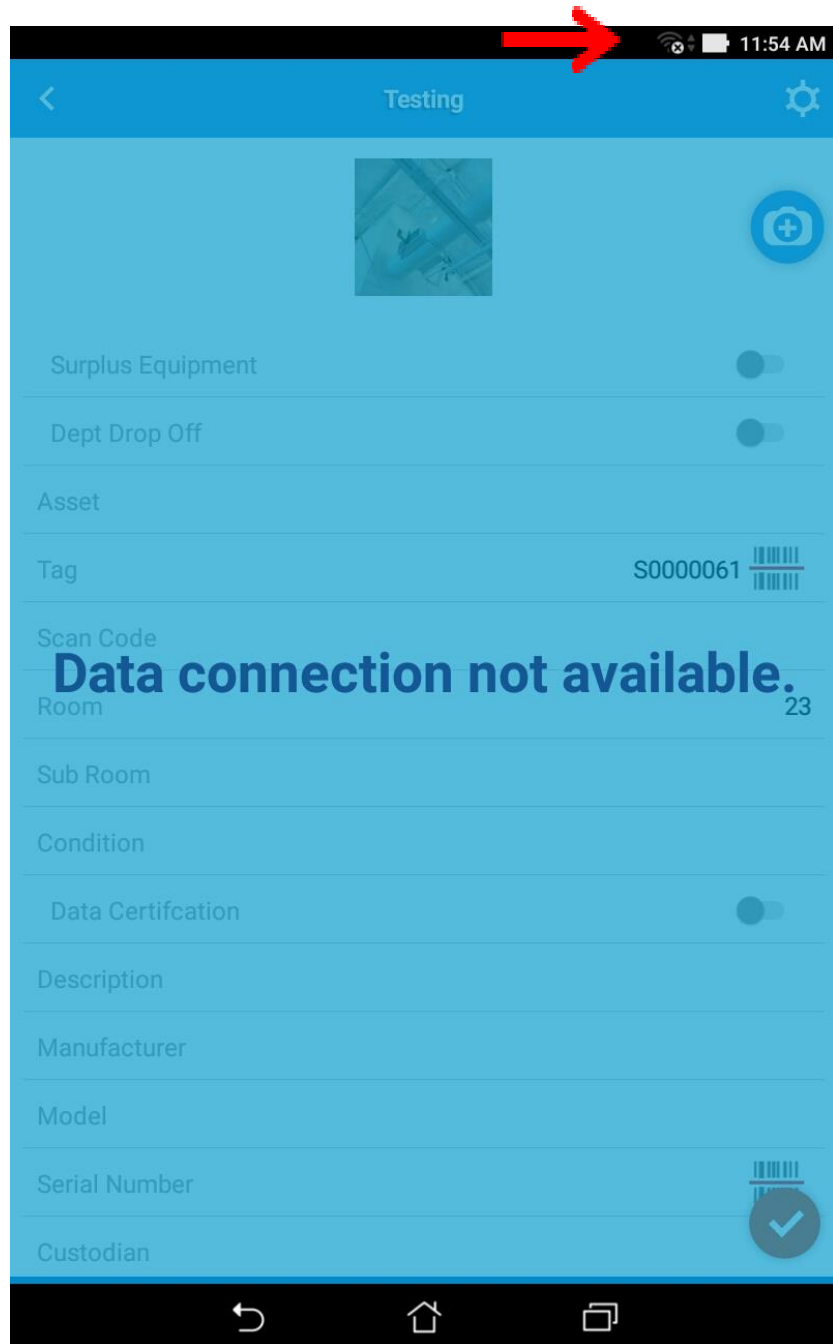 11:54 AM
Testing
Surplus Equipment
Dept Drop Off
Asset
Tag S0000061
Scan Code
Data connection not available.
Room 23
Sub Room
Condition
Data Certifcation
Description
Manufacturer
Model
Serial Number
Custodian